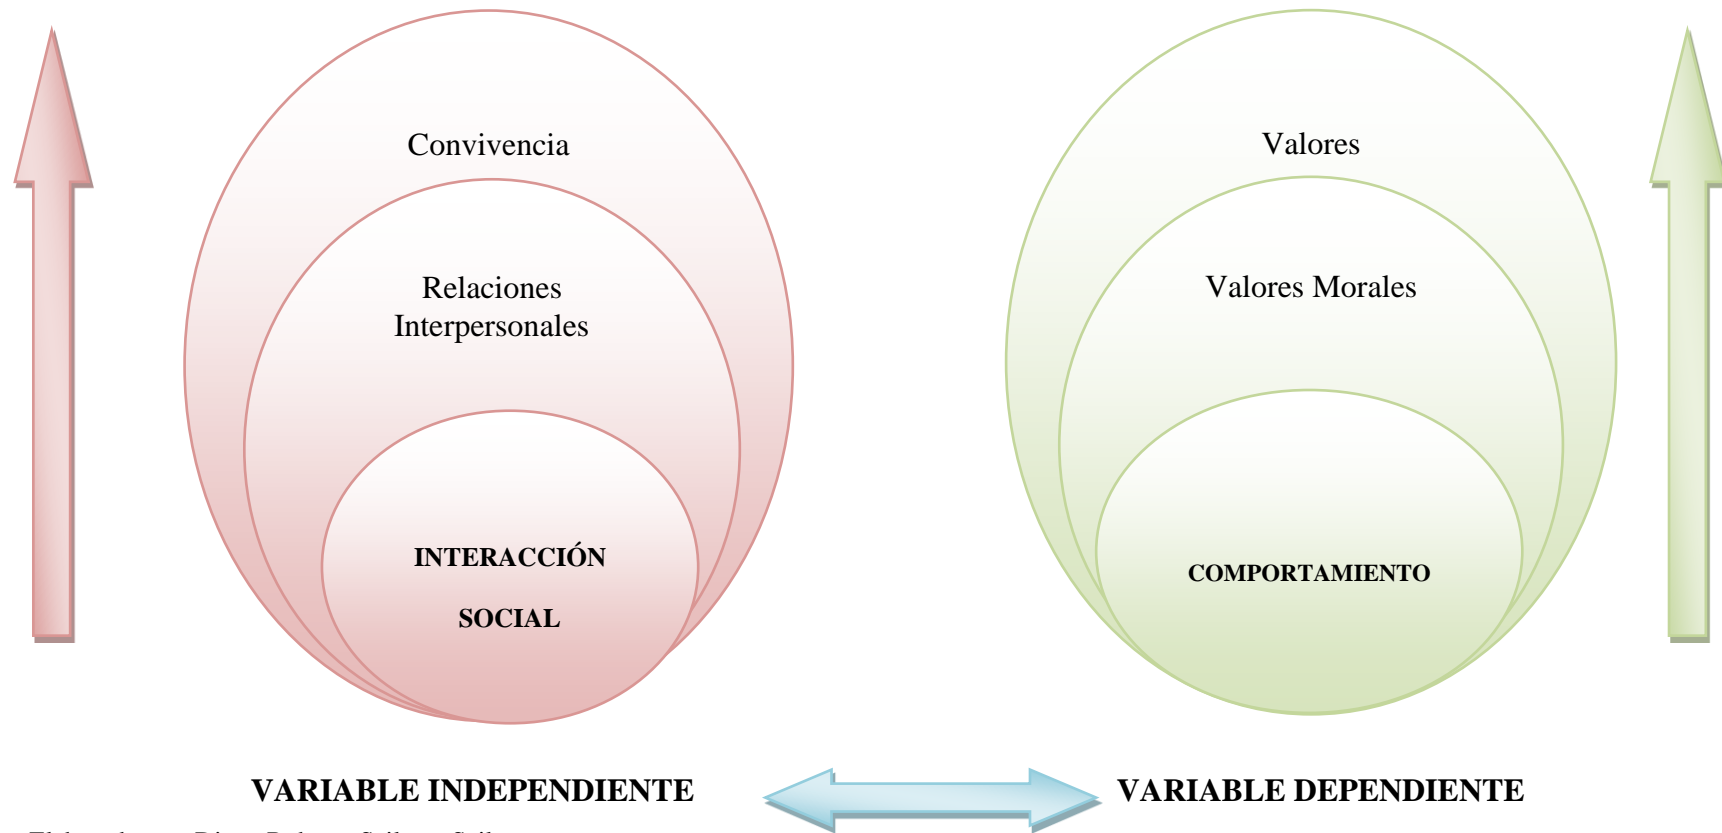 Convivencia
Relaciones
Interpersonales
INTERACCIÓN
SOCIAL
Valores
Valores Morales
COMPORTAMIENTO
VARIABLE INDEPENDIENTE
VARIABLE DEPENDIENTE